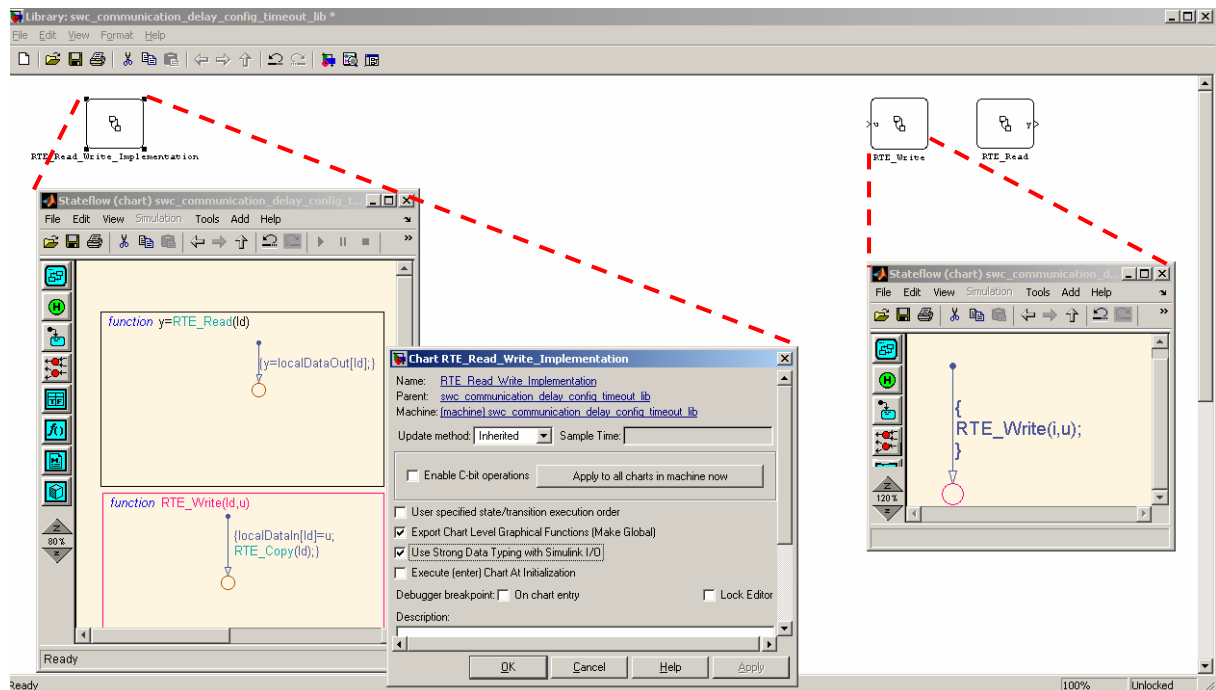 Library: swc_communication_delay_config_timeout_lib *
File Edit View Format Help
RTE_Read_Write_Implementation
RTE_Write
RTE_Read
u
y
Stateflow (chart) swc_communication_delay_config_t...
File Edit View Simulation Tools Add Help
»
function y=RTE_Read(Id)
{y=localDataOut[Id];}
function RTE_Write(Id,u)
{localDataIn[Id]=u;
RTE_Copy(Id);}
80%
Ready
Chart RTE_Read_Write_Implementation
Name: RTE_Read_Write_Implementation
Parent: swc_communication_delay_config_timeout_lib
Machine: (machine) swc_communication_delay_config_timeout_lib
Update method: Inherited Sample Time:
Enable C-bit operations Apply to all charts in machine now
User specified state/transition execution order
Export Chart Level Graphical Functions (Make Global)
Use Strong Data Typing with Simulink I/O
Execute (enter) Chart At Initialization
Debugger breakpoint: On chart entry Lock Editor
Description:
OK Cancel Help Apply
Stateflow (chart) swc_communication_d...
File Edit View Simulation Tools Add Help
»
{
RTE_Write(i,u);
}
120%
Ready
100% Unlocked